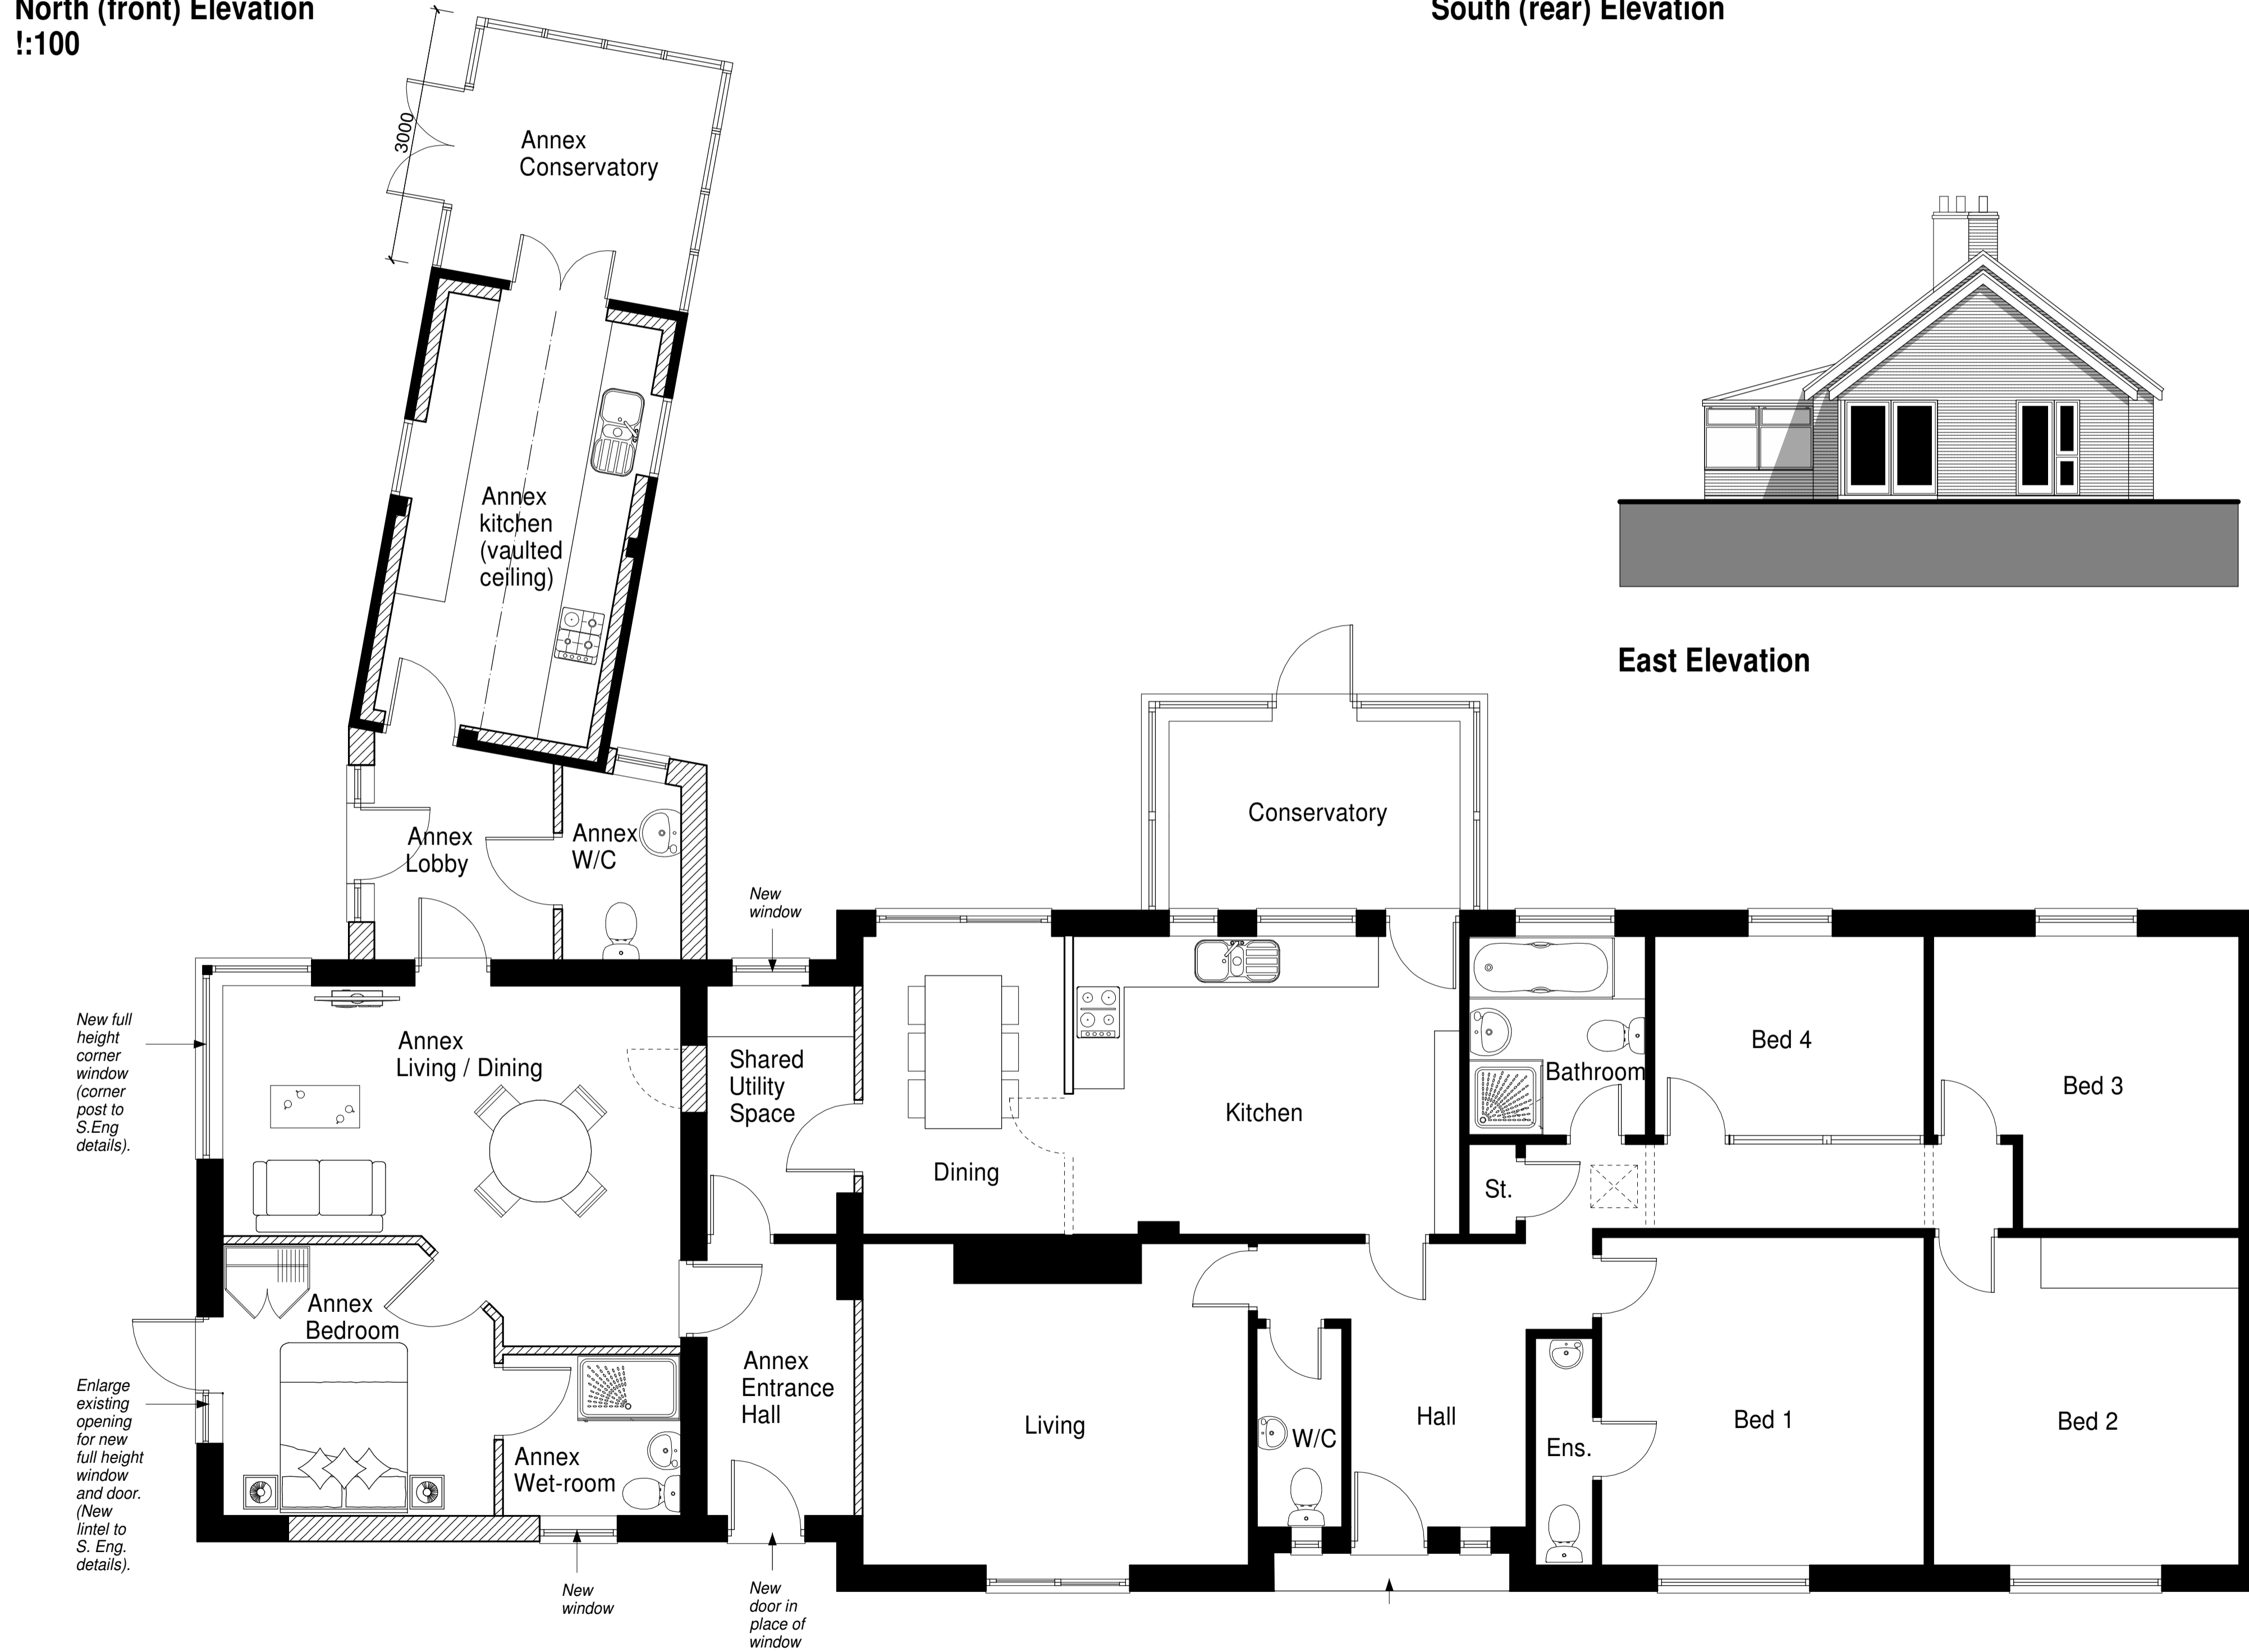 North (front) Elevation
!:100
South (rear) Elevation
3000
Annex
Conservatory
Annex
kitchen
(vaulted
ceiling)
East Elevation
Annex
Lobby
Annex
W/C
Conservatory
New
window
New full
height
corner
window
(corner
post to
S.Eng
details).
Annex
Living / Dining
Shared
Utility
Space
Dining
Kitchen
Bathroom
St.
Bed 4
Bed 3
Annex
Bedroom
Enlarge
existing
opening
for new
full height
window
and door.
(New
lintel to
S. Eng.
details).
Annex
Wet-room
Annex
Entrance
Hall
Living
W/C
Hall
Ens.
Bed 1
Bed 2
New
window
New
door in
place of
window